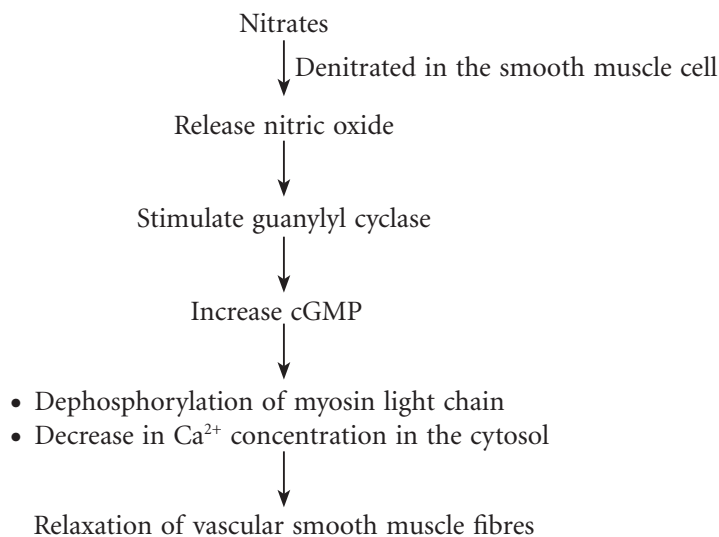 Nitrates
Denitrated in the smooth muscle cell
Release nitric oxide
Stimulate guanylyl cyclase
Increase cGMP
• Dephosphorylation of myosin light chain
• Decrease in Ca²⁺ concentration in the cytosol
Relaxation of vascular smooth muscle fibres